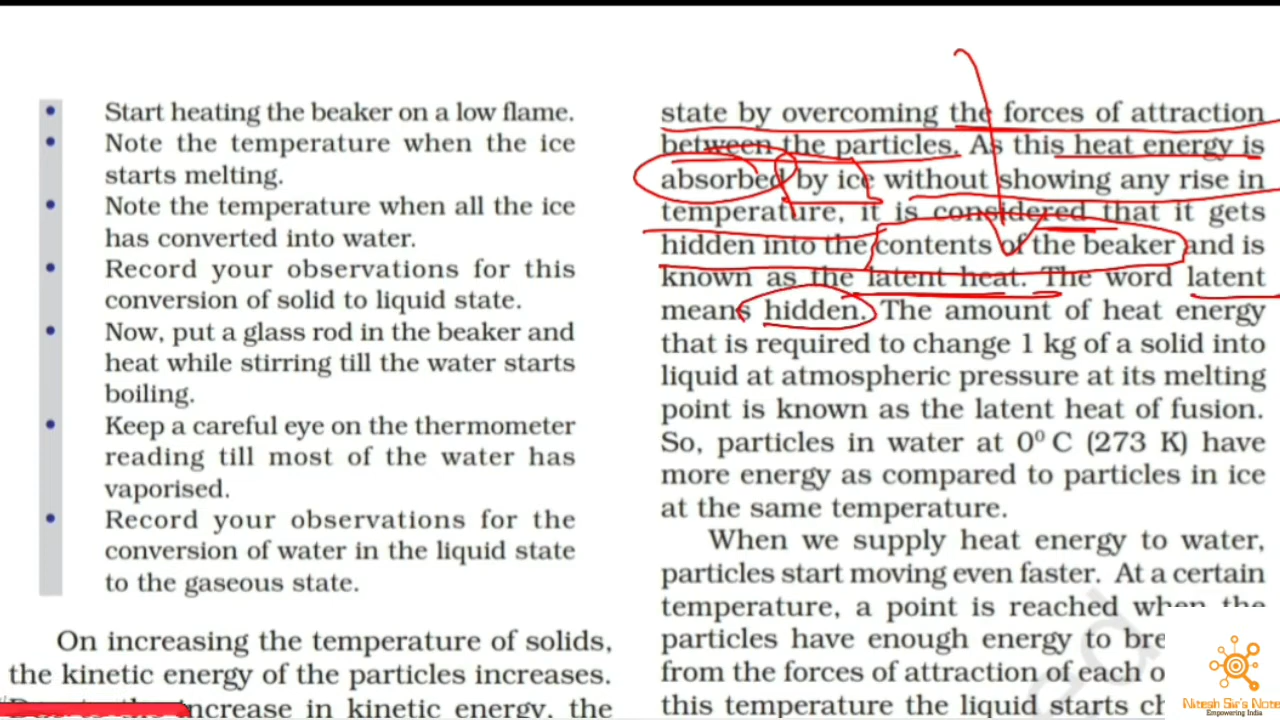 • Start heating the beaker on a low flame.
• Note the temperature when the ice
starts melting.
• Note the temperature when all the ice
has converted into water.
• Record your observations for this
conversion of solid to liquid state.
• Now, put a glass rod in the beaker and
heat while stirring till the water starts
boiling.
• Keep a careful eye on the thermometer
reading till most of the water has
vaporised.
• Record your observations for the
conversion of water in the liquid state
to the gaseous state.
On increasing the temperature of solids,
the kinetic energy of the particles increases.
increase in kinetic energy, the
state by overcoming the forces of attraction
between the particles. As this heat energy is
absorbed by ice without showing any rise in
temperature, it is considered that it gets
hidden into the contents of the beaker and is
known as the latent heat. The word latent
means hidden. The amount of heat energy
that is required to change 1 kg of a solid into
liquid at atmospheric pressure at its melting
point is known as the latent heat of fusion.
So, particles in water at 0⁰ C (273 K) have
more energy as compared to particles in ice
at the same temperature.
When we supply heat energy to water,
particles start moving even faster. At a certain
temperature, a point is reached when the
particles have enough energy to
from the forces of attraction of each
this temperature the liquid starts
Nitesh Sir's Note
Empowering India